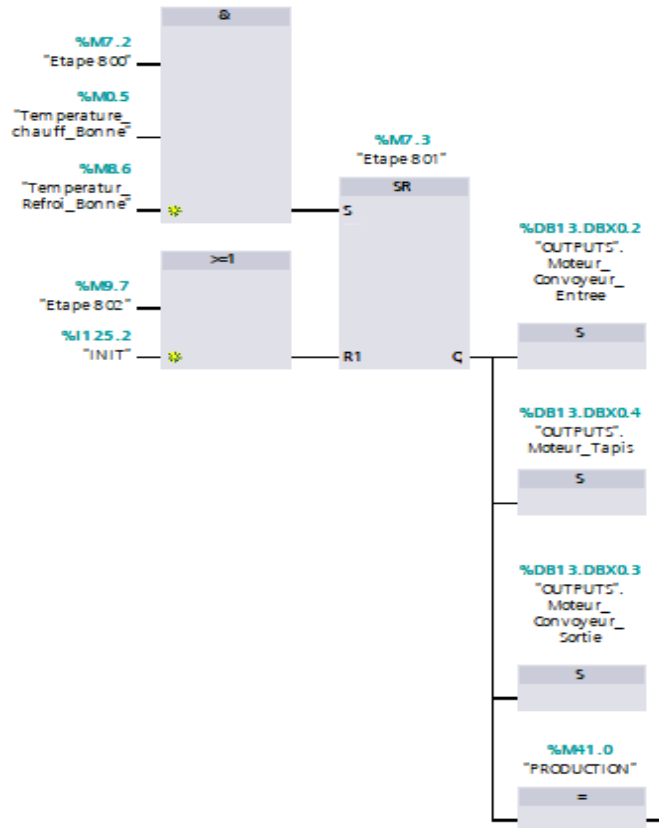 &
%M7.2
"Etape 800"
%M0.5
"Temperature_
chauff_Bonne"
%M8.6
"Temperatur_
Refroi_Bonne"
%M7.3
"Etape 801"
SR
S
>=1
%M9.7
"Etape 802"
%I125.2
"INIT"
R1
Q
%DB13.DBX0.2
"OUTPUTS".
Moteur_
Convoyeur_
Entree
S
%DB13.DBX0.4
"OUTPUTS".
Moteur_Tapis
S
%DB13.DBX0.3
"OUTPUTS".
Moteur_
Convoyeur_
Sortie
S
%M41.0
"PRODUCTION"
=